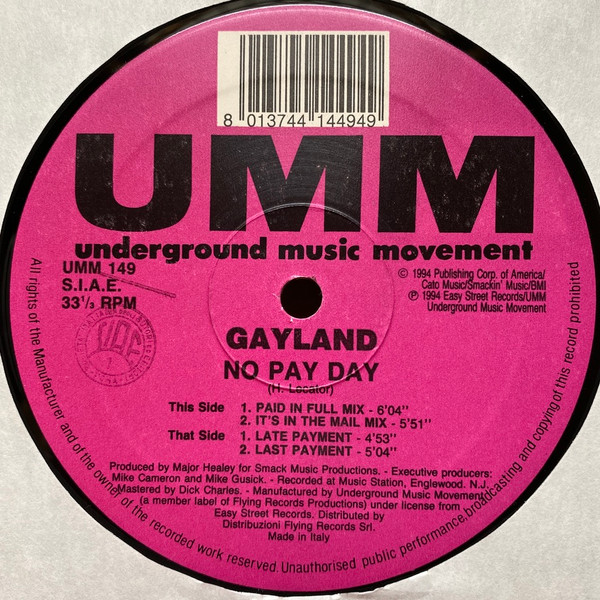 8 013744 144949
UMM
underground music movement
UMM 149
S.I.A.E.
33⅓ RPM
© 1994 Publishing Corp. of America/
Cato Music/Smackin' Music/BMI
℗ 1994 Easy Street Records/UMM
Underground Music Movement
GAYLAND
NO PAY DAY
(H. Lecator)
This Side 1. PAID IN FULL MIX - 6'04"
2. IT'S IN THE MAIL MIX - 5'51"
That Side 1. LATE PAYMENT - 4'53"
2. LAST PAYMENT - 5'04"
Produced by Major Healey for Smack Music Productions. - Executive producers:
Mike Cameron and Mike Gusick. - Recorded at Music Station, Englewood. N.J.
Mastered by Dick Charles. - Manufactured by Underground Music Movement
(a member label of Flying Records Productions) under license from
Easy Street Records. Distributed by
Distribuzioni Flying Records Srl.
Made in Italy
All rights of the Manufacturer and of the owner of the recorded work reserved. Unauthorised public performance, broadcasting and copying of this record prohibited